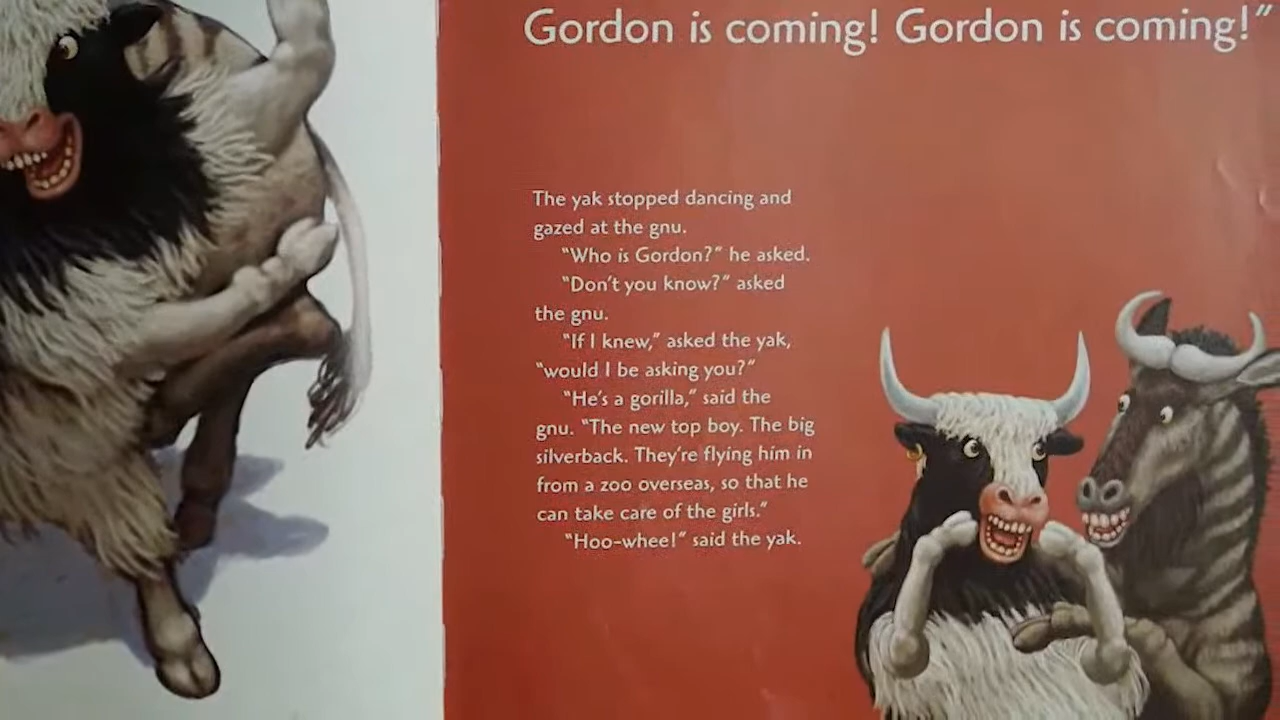 Gordon is coming! Gordon is coming!”
The yak stopped dancing and
gazed at the gnu.
“Who is Gordon?” he asked.
“Don’t you know?” asked
the gnu.
“If I knew,” asked the yak,
“would I be asking you?”
“He’s a gorilla,” said the
gnu. “The new top boy. The big
silverback. They’re flying him in
from a zoo overseas, so that he
can take care of the girls.”
“Hoo-whee!” said the yak.